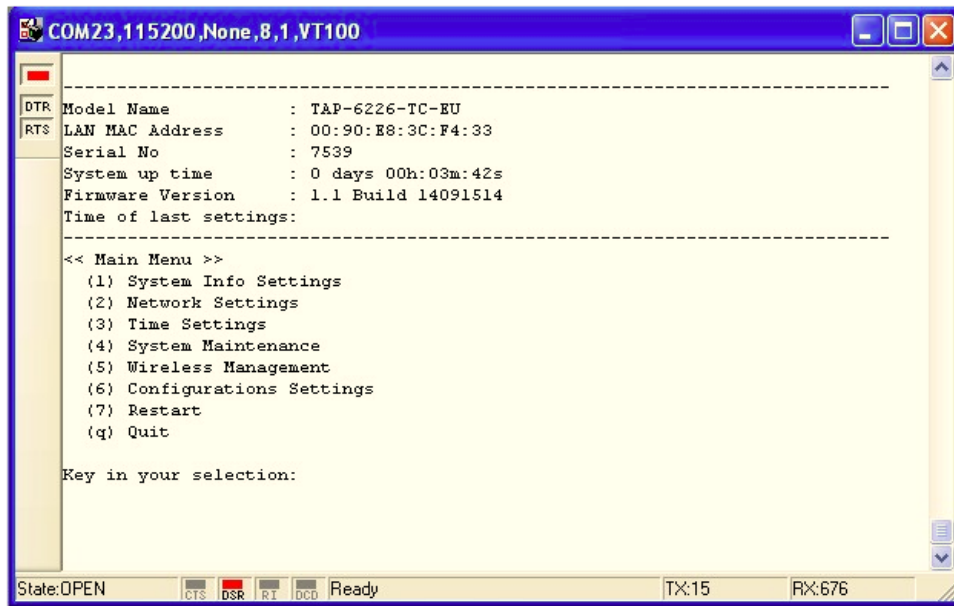 COM23,115200,None,8,1,VT100
DTR
RTS
--------------------------------------------------------------------------------
Model Name : TAP-6226-TC-EU
LAN MAC Address : 00:90:E8:3C:F4:33
Serial No : 7539
System up time : 0 days 00h:03m:42s
Firmware Version : 1.1 Build 14091514
Time of last settings:
--------------------------------------------------------------------------------
<< Main Menu >>
(1) System Info Settings
(2) Network Settings
(3) Time Settings
(4) System Maintenance
(5) Wireless Management
(6) Configurations Settings
(7) Restart
(q) Quit
Key in your selection:
State:OPEN CTS DSR RI DCD Ready TX:15 RX:676